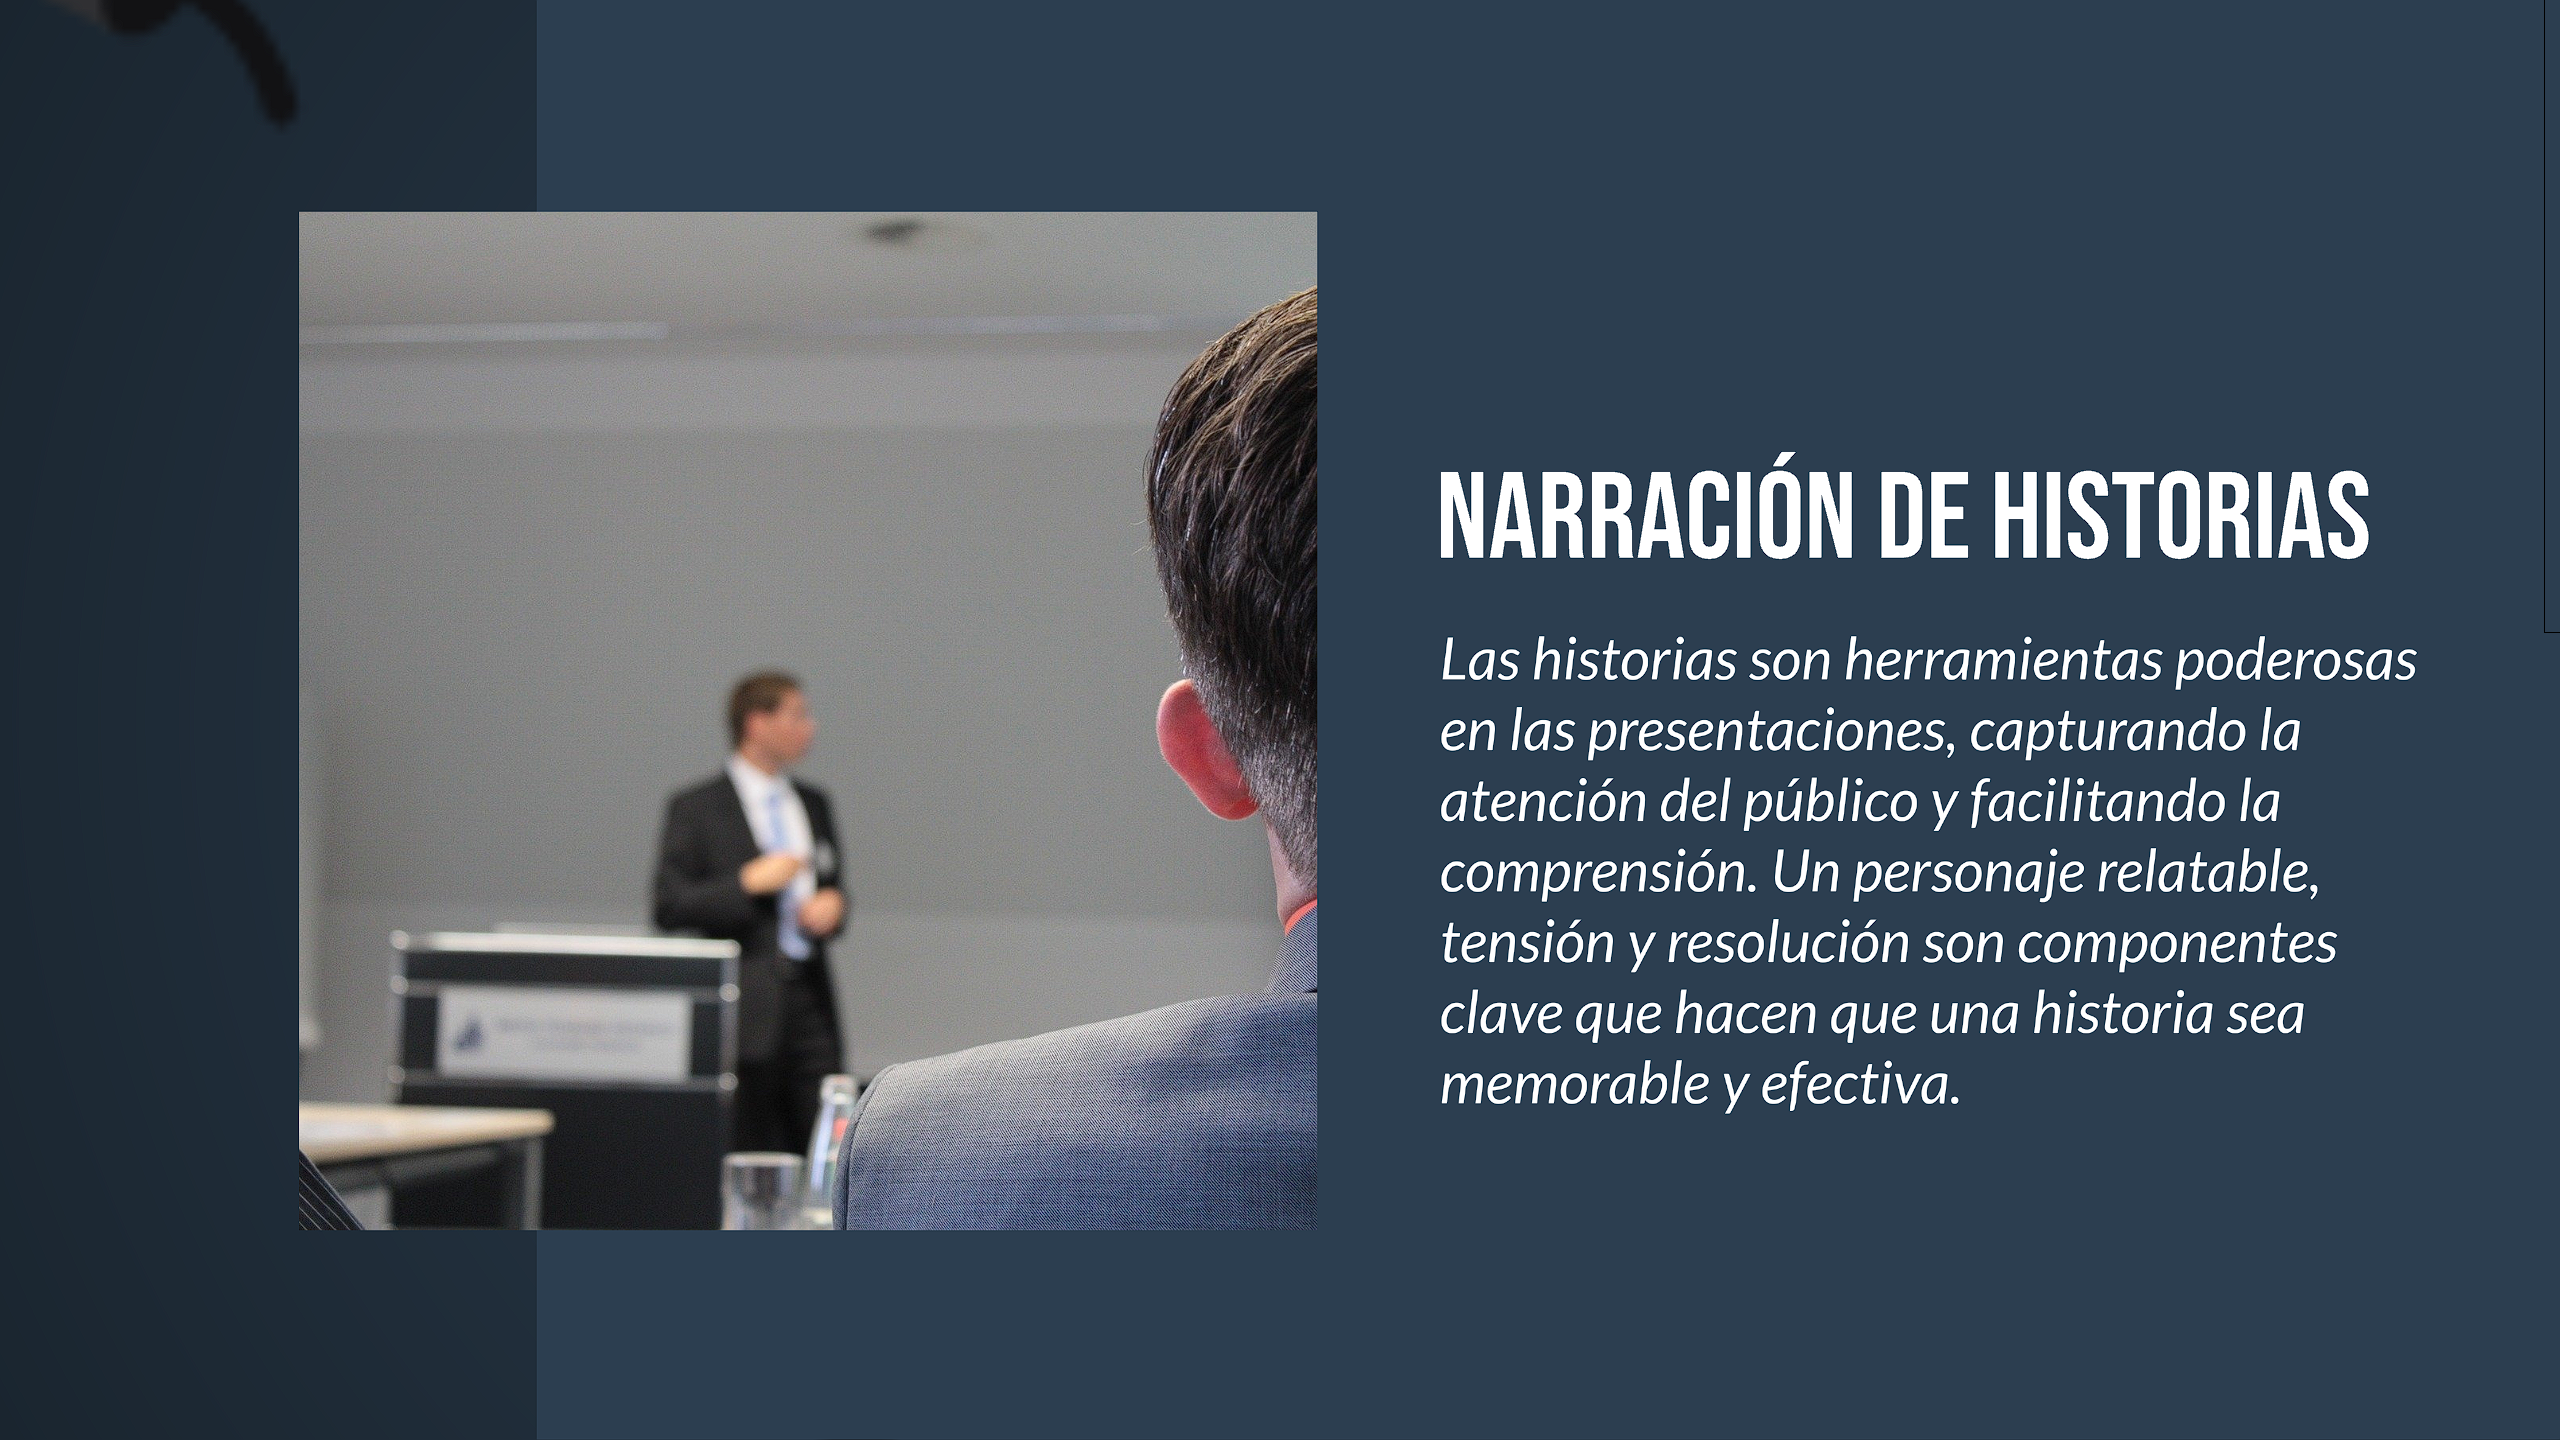 NARRACIÓN DE HISTORIAS
Las historias son herramientas poderosas
en las presentaciones, capturando la
atención del público y facilitando la
comprensión. Un personaje relatable,
tensión y resolución son componentes
clave que hacen que una historia sea
memorable y efectiva.